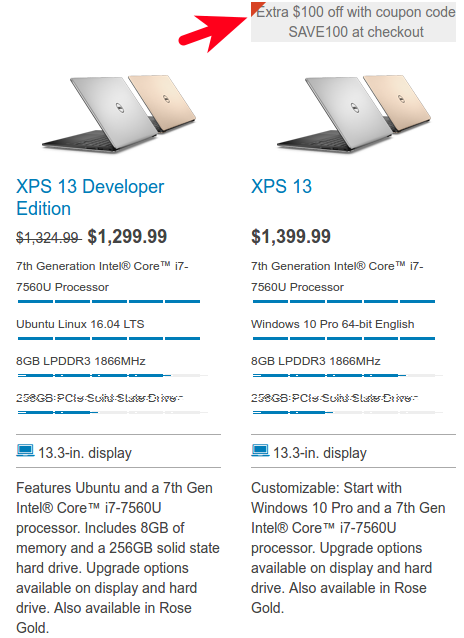 Extra $100 off with coupon code
SAVE100 at checkout
XPS 13 Developer
Edition
$1,324.99 $1,299.99
7th Generation Intel® Core™ i7-
7560U Processor
Ubuntu Linux 16.04 LTS
8GB LPDDR3 1866MHz
256GB PCIe Solid State Drive
13.3-in. display
Features Ubuntu and a 7th Gen
Intel® Core™ i7-7560U
processor. Includes 8GB of
memory and a 256GB solid state
hard drive. Upgrade options
available on display and hard
drive. Also available in Rose
Gold.
XPS 13
$1,399.99
7th Generation Intel® Core™ i7-
7560U Processor
Windows 10 Pro 64-bit English
8GB LPDDR3 1866MHz
256GB PCIe Solid State Drive
13.3-in. display
Customizable: Start with
Windows 10 Pro and a 7th Gen
Intel® Core™ i7-7560U
processor. Upgrade options
available on display and hard
drive. Also available in Rose
Gold.